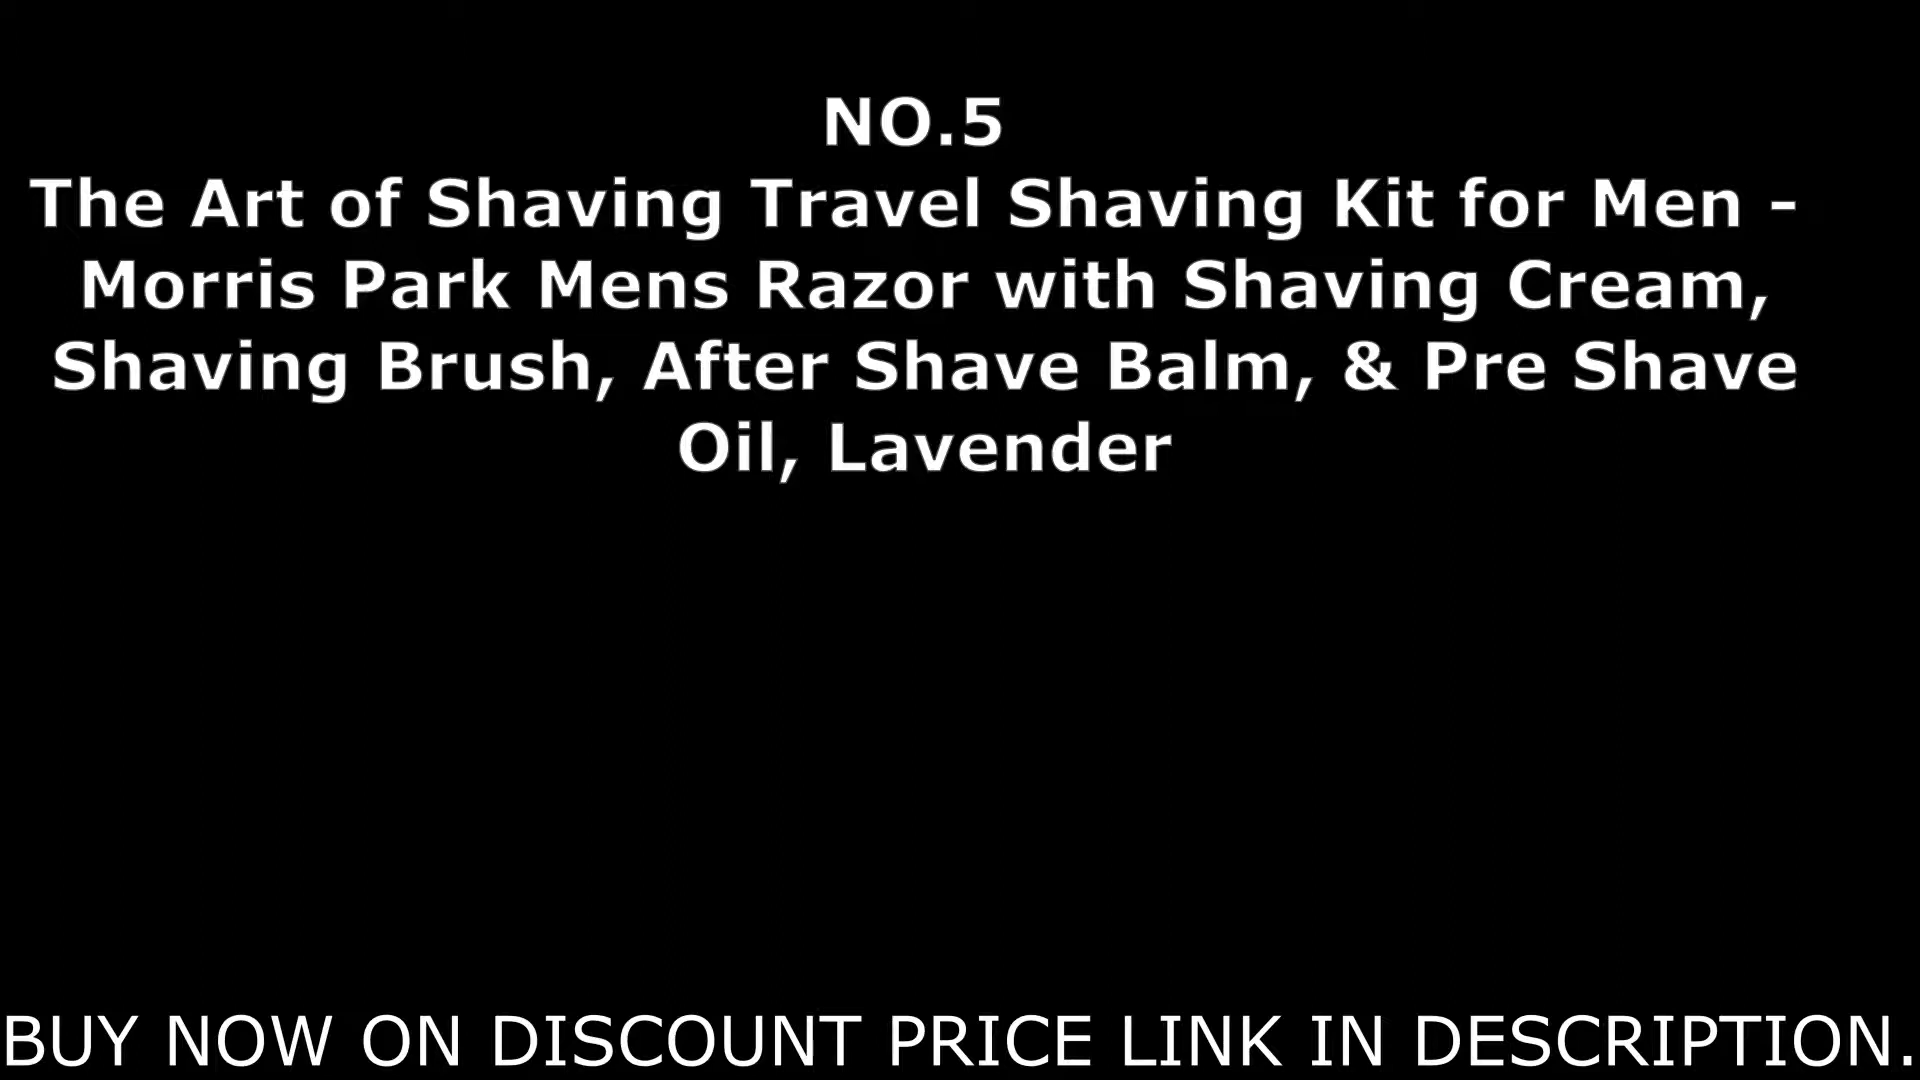 NO.5
The Art of Shaving Travel Shaving Kit for Men -
Morris Park Mens Razor with Shaving Cream,
Shaving Brush, After Shave Balm, & Pre Shave
Oil, Lavender
BUY NOW ON DISCOUNT PRICE LINK IN DESCRIPTION.